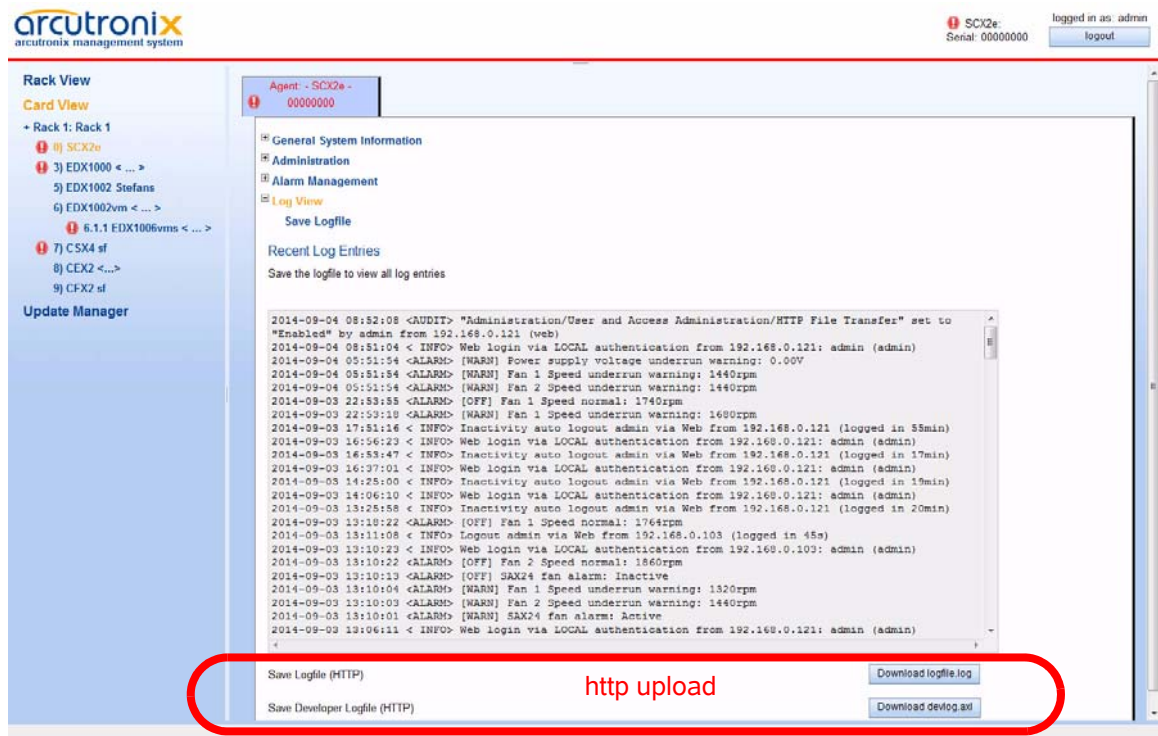 arcutronix
arcutronix management system
SCX2e:
Serial: 00000000
logged in as: admin
logout
Rack View
Card View
+ Rack 1: Rack 1
0) SCX2e
3) EDX1000 < ... >
5) EDX1002 Stefans
6) EDX1002vm < ... >
6.1.1 EDX1006vms < ... >
7) CSX4 sf
8) CEX2 <...>
9) CFX2 sf
Update Manager
Agent: - SCX2e -
00000000
General System Information
Administration
Alarm Management
Log View
Save Logfile
Recent Log Entries
Save the logfile to view all log entries
2014-09-04 08:52:08 <AUDIT> "Administration/User and Access Administration/HTTP File Transfer" set to
"Enabled" by admin from 192.168.0.121 (web)
2014-09-04 08:51:04 < INFO> Web login via LOCAL authentication from 192.168.0.121: admin (admin)
2014-09-04 05:51:54 <ALARM> [WARN] Power supply voltage underrun warning: 0.00V
2014-09-04 05:51:54 <ALARM> [WARN] Fan 1 Speed underrun warning: 1440rpm
2014-09-04 05:51:54 <ALARM> [WARN] Fan 2 Speed underrun warning: 1440rpm
2014-09-03 22:53:55 <ALARM> [OFF] Fan 1 Speed normal: 1740rpm
2014-09-03 22:53:18 <ALARM> [WARN] Fan 1 Speed underrun warning: 1680rpm
2014-09-03 17:51:16 < INFO> Inactivity auto logout admin via Web from 192.168.0.121 (logged in 55min)
2014-09-03 16:56:23 < INFO> Web login via LOCAL authentication from 192.168.0.121: admin (admin)
2014-09-03 16:53:47 < INFO> Inactivity auto logout admin via Web from 192.168.0.121 (logged in 17min)
2014-09-03 16:37:01 < INFO> Web login via LOCAL authentication from 192.168.0.121: admin (admin)
2014-09-03 14:25:00 < INFO> Inactivity auto logout admin via Web from 192.168.0.121 (logged in 19min)
2014-09-03 14:06:10 < INFO> Web login via LOCAL authentication from 192.168.0.121: admin (admin)
2014-09-03 13:25:58 < INFO> Inactivity auto logout admin via Web from 192.168.0.121 (logged in 20min)
2014-09-03 13:18:22 <ALARM> [OFF] Fan 1 Speed normal: 1764rpm
2014-09-03 13:11:08 < INFO> Logout admin via Web from 192.168.0.103 (logged in 45s)
2014-09-03 13:10:23 < INFO> Web login via LOCAL authentication from 192.168.0.103: admin (admin)
2014-09-03 13:10:22 <ALARM> [OFF] Fan 2 Speed normal: 1860rpm
2014-09-03 13:10:13 <ALARM> [OFF] SAX24 fan alarm: Inactive
2014-09-03 13:10:04 <ALARM> [WARN] Fan 1 Speed underrun warning: 1320rpm
2014-09-03 13:10:03 <ALARM> [WARN] Fan 2 Speed underrun warning: 1440rpm
2014-09-03 13:10:01 <ALARM> [WARN] SAX24 fan alarm: Active
2014-09-03 13:06:11 < INFO> Web login via LOCAL authentication from 192.168.0.121: admin (admin)
Save Logfile (HTTP)
Download logfile.log
http upload
Save Developer Logfile (HTTP)
Download devlog.axl